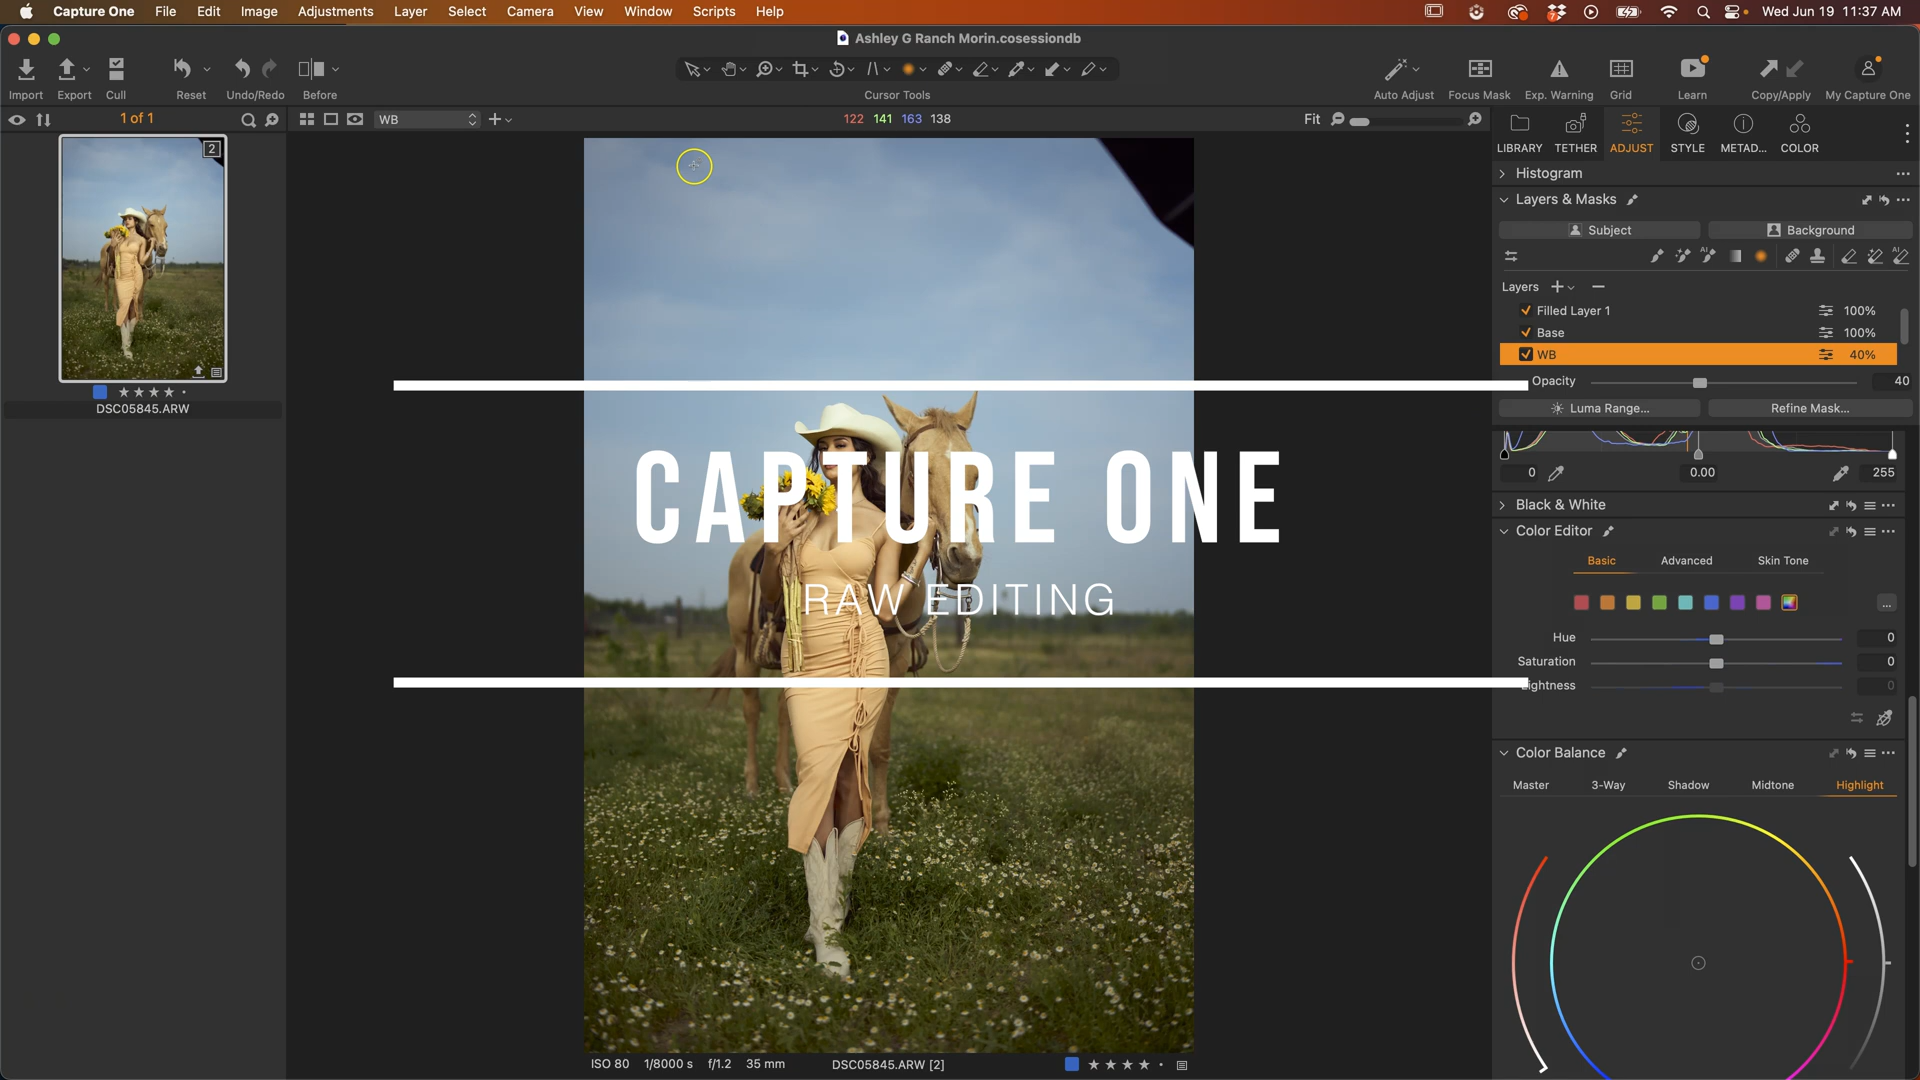 Capture One File Edit Image Adjustments Layer Select Camera View Window Scripts Help Wed Jun 19 11:37 AM
Ashley G Ranch Morin.cosessiondb
Import Export Cull Reset Undo/Redo Before Cursor Tools Auto Adjust Focus Mask Exp. Warning Grid Learn Copy/Apply My Capture One
1 of 1 WB 122 141 163 138 Fit
LIBRARY TETHER ADJUST STYLE METAD... COLOR
2
DSC05845.ARW
Histogram
Layers & Masks
Subject Background
Layers
Filled Layer 1 100%
Base 100%
WB 40%
Opacity 40
Luma Range... Refine Mask...
0 0.00 255
Black & White
Color Editor
Basic Advanced Skin Tone
...
Hue 0
Saturation 0
Lightness 0
Color Balance
Master 3-Way Shadow Midtone Highlight
CAPTURE ONE
RAW EDITING
ISO 80 1/8000 s f/1.2 35 mm DSC05845.ARW [2]